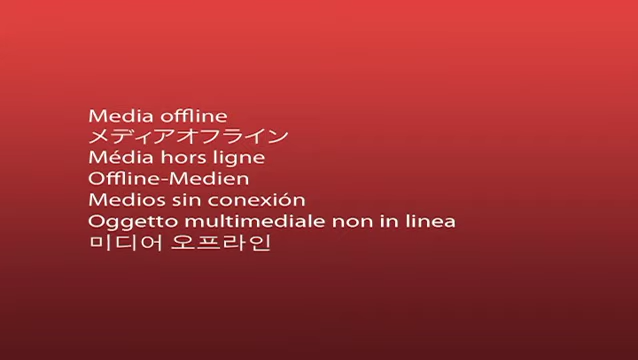 Media offline
メディアオフライン
Média hors ligne
Offline-Medien
Medios sin conexión
Oggetto multimediale non in linea
미디어 오프라인